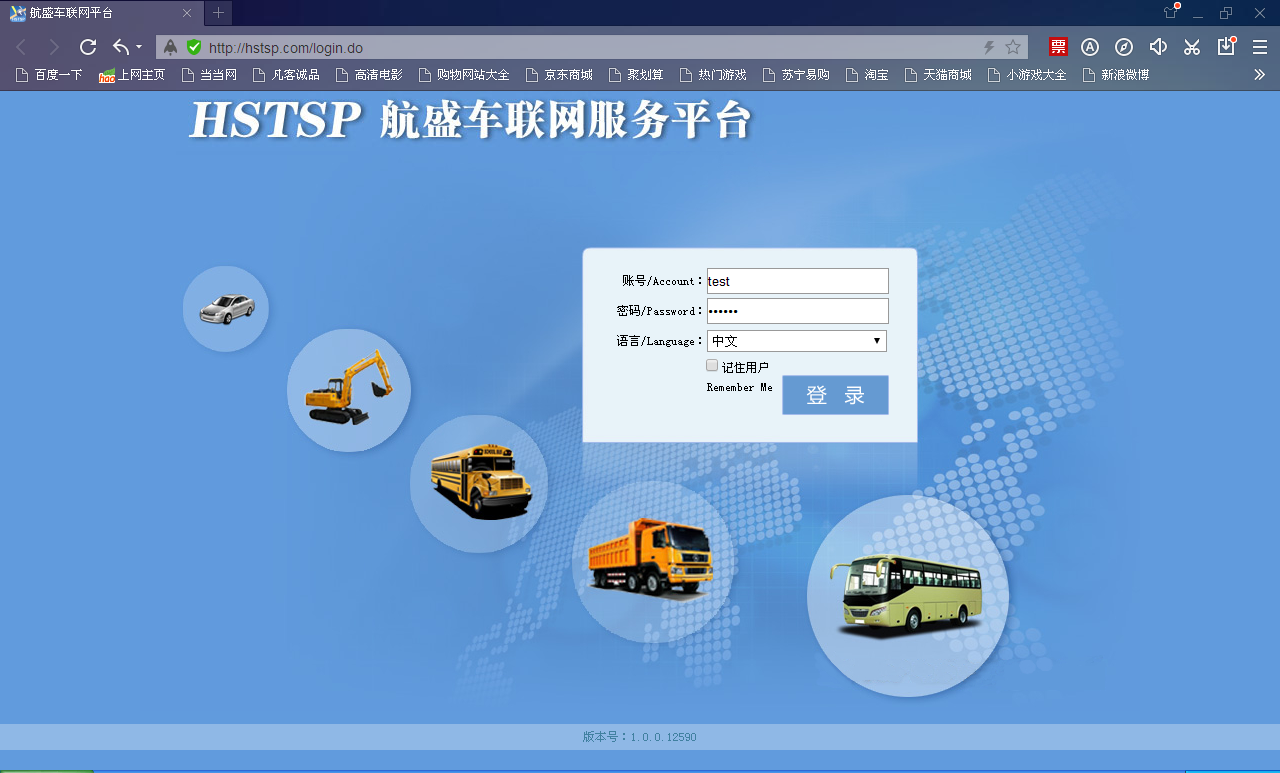 航盛车联网平台
http://hstsp.com/login.do
票
百度一下 hao 上网主页 当当网 凡客诚品 高清电影 购物网站大全 京东商城 聚划算 热门游戏 苏宁易购 淘宝 天猫商城 小游戏大全 新浪微博
HSTSP 航盛车联网服务平台
账号/Account：test
密码/Password：••••••
语言/Language：中文
记住用户
Remember Me
登 录
SCHOOL BUS
版本号：1.0.0.12590